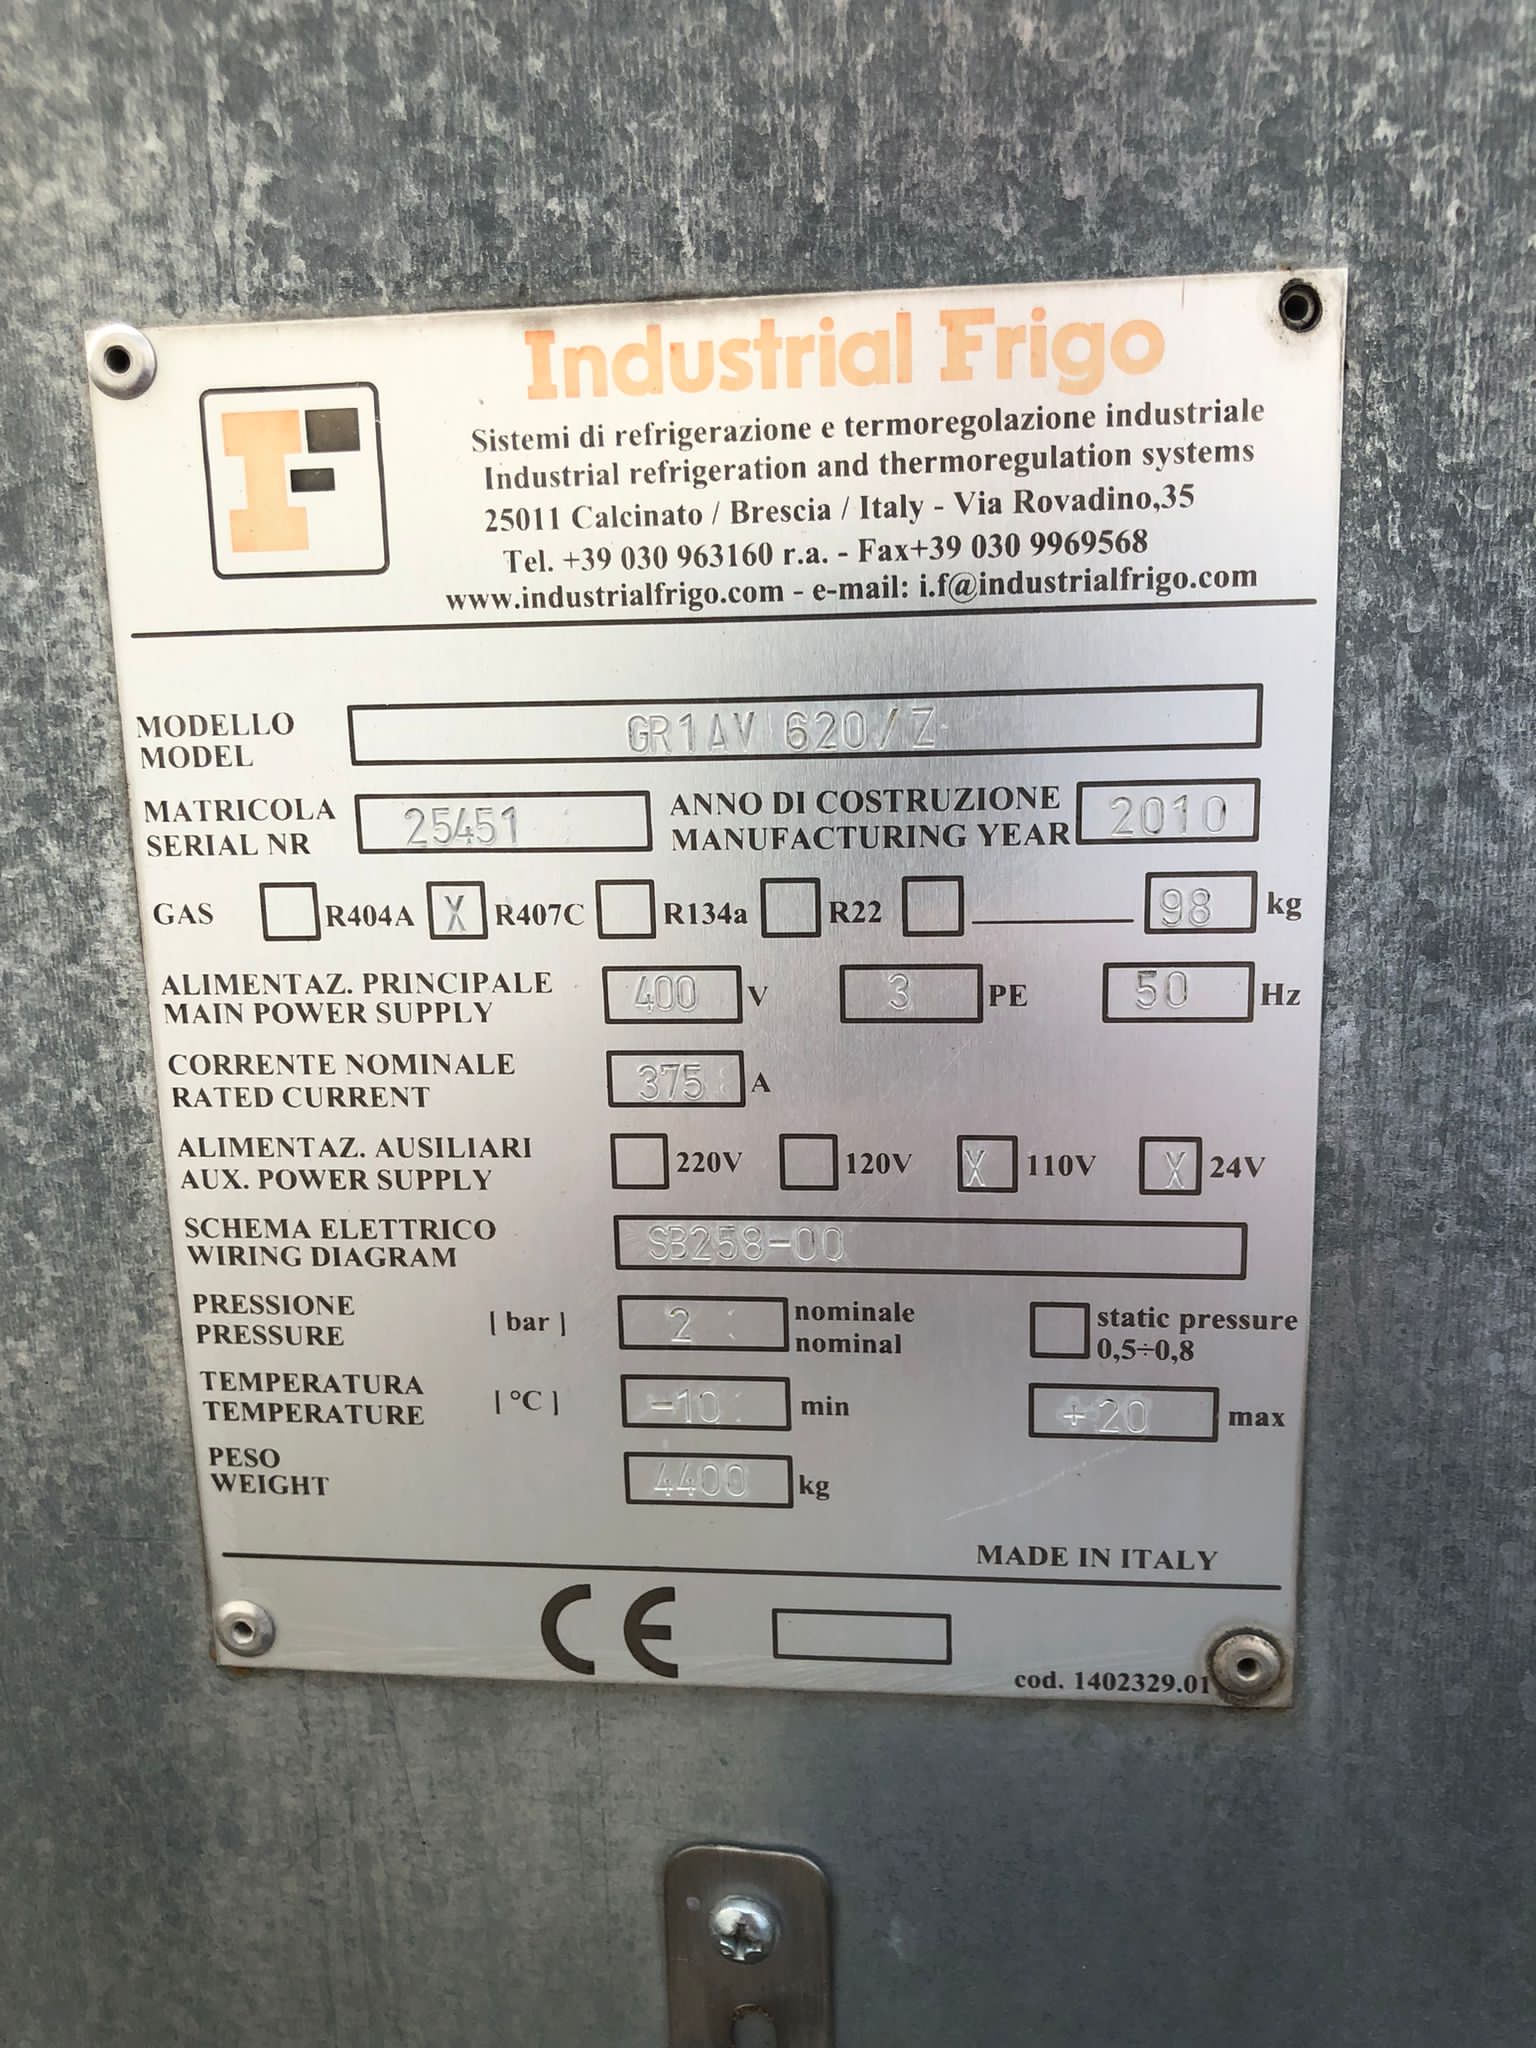 Industrial Frigo
IF
Sistemi di refrigerazione e termoregolazione industriale
Industrial refrigeration and thermoregulation systems
25011 Calcinato / Brescia / Italy - Via Rovadino,35
Tel. +39 030 963160 r.a. - Fax+39 030 9969568
www.industrialfrigo.com - e-mail: i.f@industrialfrigo.com
MODELLO
MODEL GR1AV 620/Z
MATRICOLA ANNO DI COSTRUZIONE
SERIAL NR 25451 MANUFACTURING YEAR 2010
GAS R404A X R407C R134a R22 98 kg
ALIMENTAZ. PRINCIPALE
MAIN POWER SUPPLY 400 V 3 PE 50 Hz
CORRENTE NOMINALE
RATED CURRENT 375 A
ALIMENTAZ. AUSILIARI
AUX. POWER SUPPLY 220V 120V X 110V X 24V
SCHEMA ELETTRICO
WIRING DIAGRAM SB258-00
PRESSIONE [bar] 2 nominale static pressure
PRESSURE nominal 0,5÷0,8
TEMPERATURA
TEMPERATURE [°C] -10 min +20 max
PESO
WEIGHT 4400 kg
MADE IN ITALY
CE
cod. 1402329.01